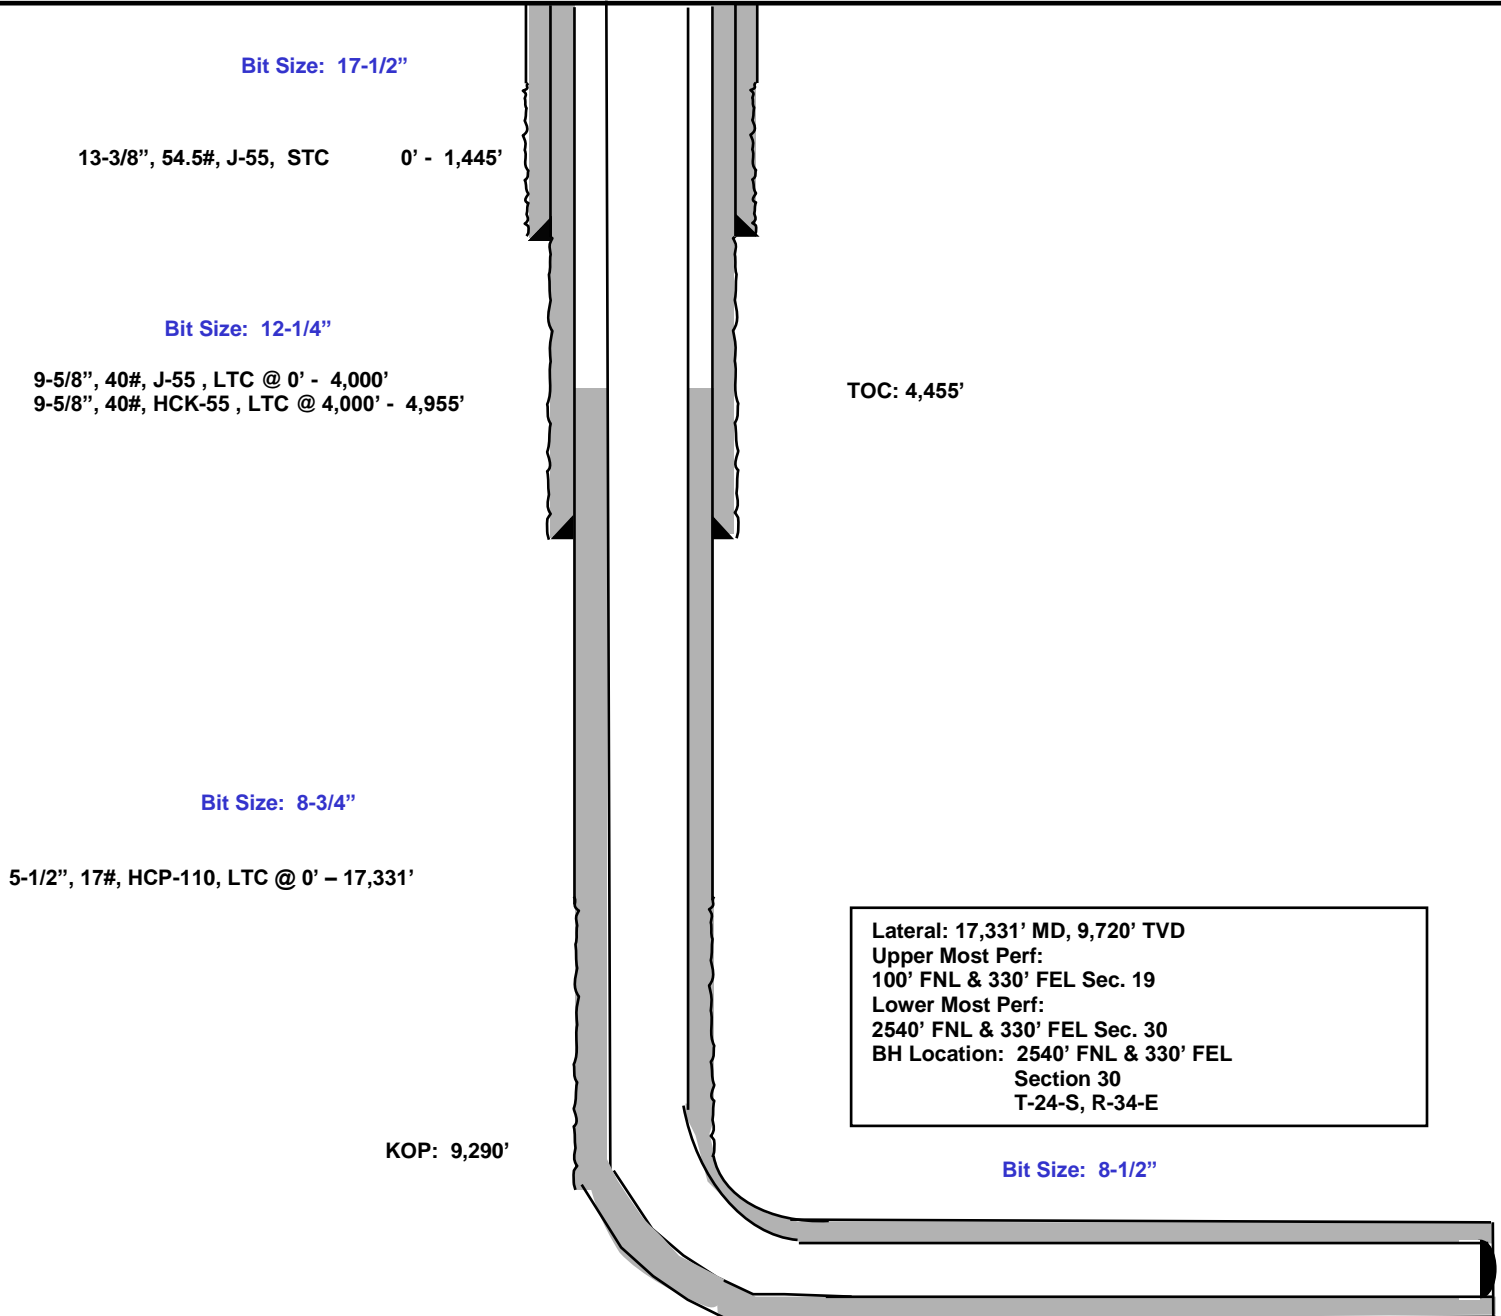 Bit Size:  17-1/2”
13-3/8”, 54.5#, J-55,  STC 0’ -  1,445’
Bit Size:  12-1/4”
9-5/8”, 40#, J-55 , LTC @ 0’ -  4,000’
9-5/8”, 40#, HCK-55 , LTC @ 4,000’ -  4,955’
TOC: 4,455’
Bit Size:  8-3/4”
5-1/2”, 17#, HCP-110, LTC @ 0’ – 17,331’
Lateral: 17,331’ MD, 9,720’ TVD
Upper Most Perf:
100’ FNL & 330’ FEL Sec. 19
Lower Most Perf:
2540’ FNL & 330’ FEL Sec. 30
BH Location:  2540’ FNL & 330’ FEL
Section 30
T-24-S, R-34-E
KOP:  9,290’
Bit Size:  8-1/2”